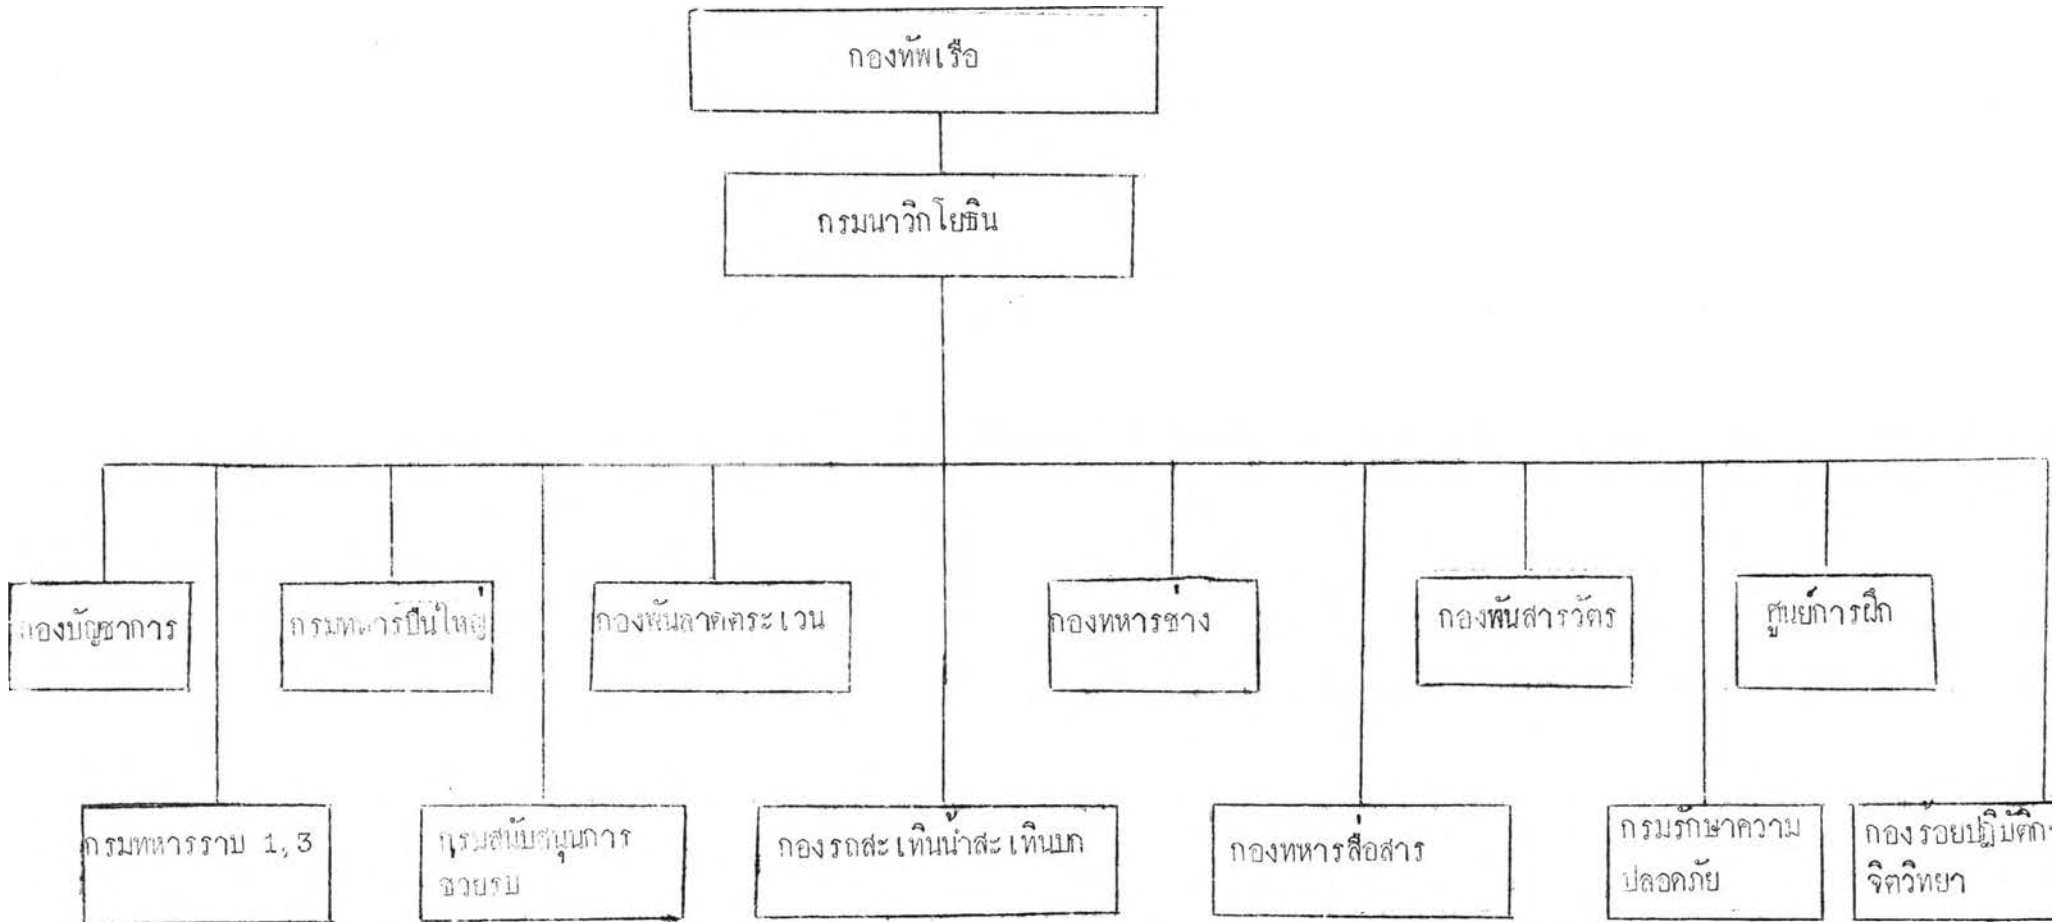 กองทัพเรือ
กรมนาวิกโยธิน
กองบัญชาการ
กรมทหารปืนใหญ่
กองพันลาดตระเวน
กองทหารช่าง
กองพันสารวัตร
ศูนย์การฝึก
กรมทหารราบ 1,3
กรมสนับสนุนการ
ช่วยรบ
กองรถสะเทินน้ำสะเทินบก
กองทหารสื่อสาร
กรมรักษาความ
ปลอดภัย
กองร้อยปฏิบัติก
จิตวิทยา